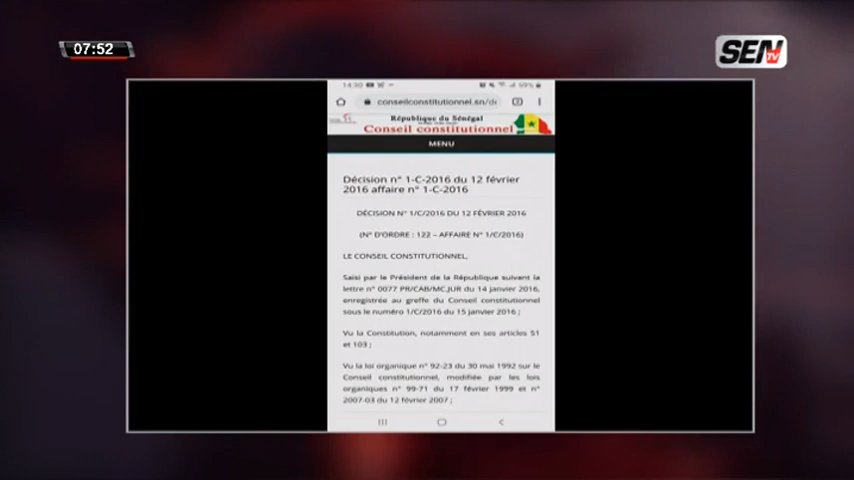 07:52
SEN
TV
14:30
59%
conseilconstitutionnel.sn/de
République du Sénégal
Conseil constitutionnel
MENU
Décision n° 1-C-2016 du 12 février
2016 affaire n° 1-C-2016
DÉCISION N° 1/C/2016 DU 12 FÉVRIER 2016
(N° D'ORDRE : 122 – AFFAIRE N° 1/C/2016)
LE CONSEIL CONSTITUTIONNEL,
Saisi par le Président de la République suivant la
lettre n° 0077 PR/CAB/MC.JUR du 14 janvier 2016,
enregistrée au greffe du Conseil constitutionnel
sous le numéro 1/C/2016 du 15 janvier 2016 ;
Vu la Constitution, notamment en ses articles 51
et 103 ;
Vu la loi organique n° 92-23 du 30 mai 1992 sur le
Conseil constitutionnel, modifiée par les lois
organiques n° 99-71 du 17 février 1999 et n°
2007-03 du 12 février 2007 ;